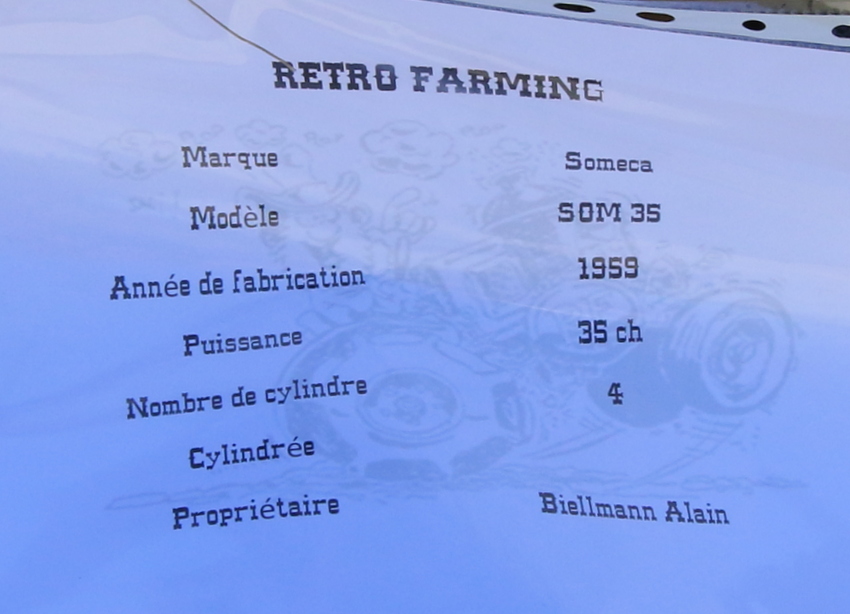 RETRO FARMING
Marque Someca
Modèle SOM 35
Année de fabrication 1959
Puissance 35 ch
Nombre de cylindre 4
Cylindrée
Propriétaire Biellmann Alain